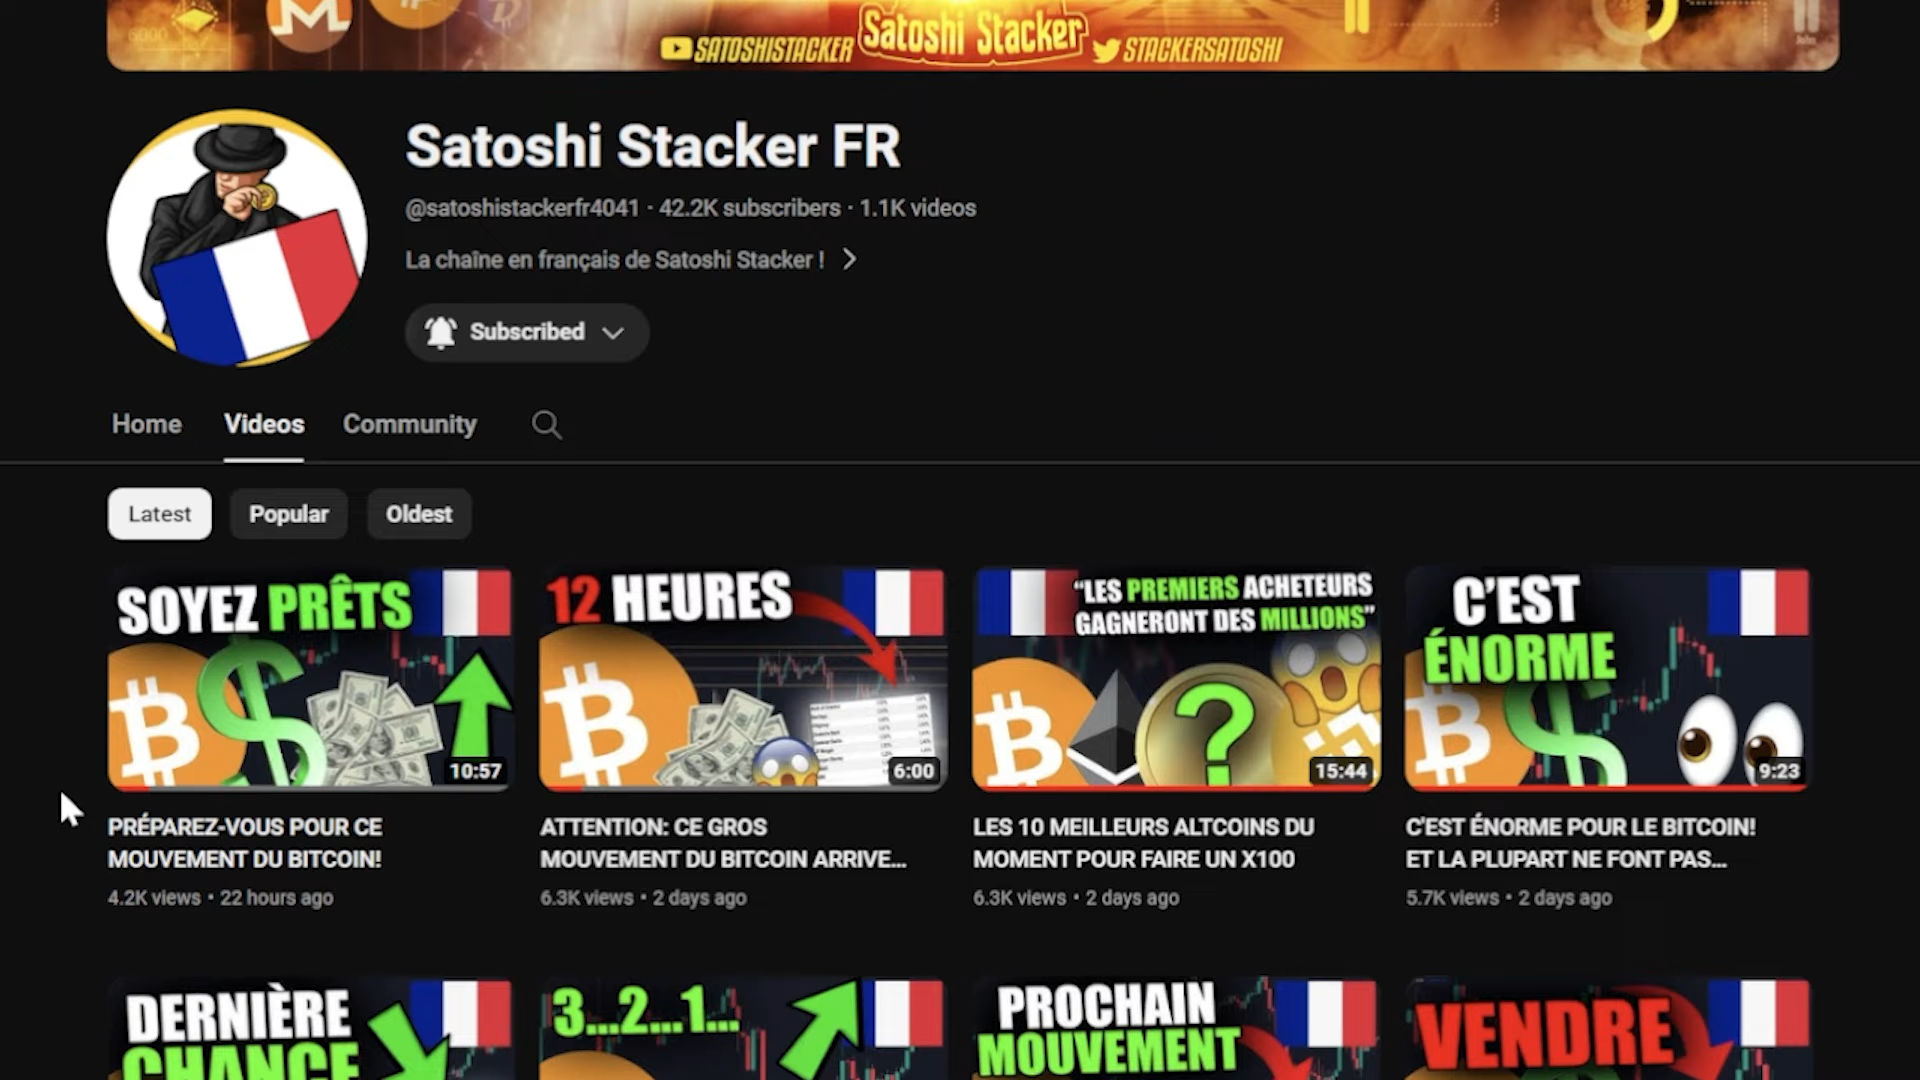 6000
SATOSHISTACKER
Satoshi Stacker
STACKERSATOSHI
Satoshi Stacker FR
@satoshistackerfr4041 · 42.2K subscribers · 1.1K videos
La chaîne en français de Satoshi Stacker !
Subscribed
Home
Videos
Community
Latest
Popular
Oldest
SOYEZ PRÊTS
10:57
12 HEURES
6:00
“LES PREMIERS ACHETEURS
GAGNERONT DES MILLIONS”
15:44
C’EST
ÉNORME
9:23
PRÉPAREZ-VOUS POUR CE
MOUVEMENT DU BITCOIN!
4.2K views • 22 hours ago
ATTENTION: CE GROS
MOUVEMENT DU BITCOIN ARRIVE...
6.3K views • 2 days ago
LES 10 MEILLEURS ALTCOINS DU
MOMENT POUR FAIRE UN X100
6.3K views • 2 days ago
C'EST ÉNORME POUR LE BITCOIN!
ET LA PLUPART NE FONT PAS...
5.7K views • 2 days ago
DERNIÈRE
CHANCE
3...2...1...
PROCHAIN
MOUVEMENT
VENDRE